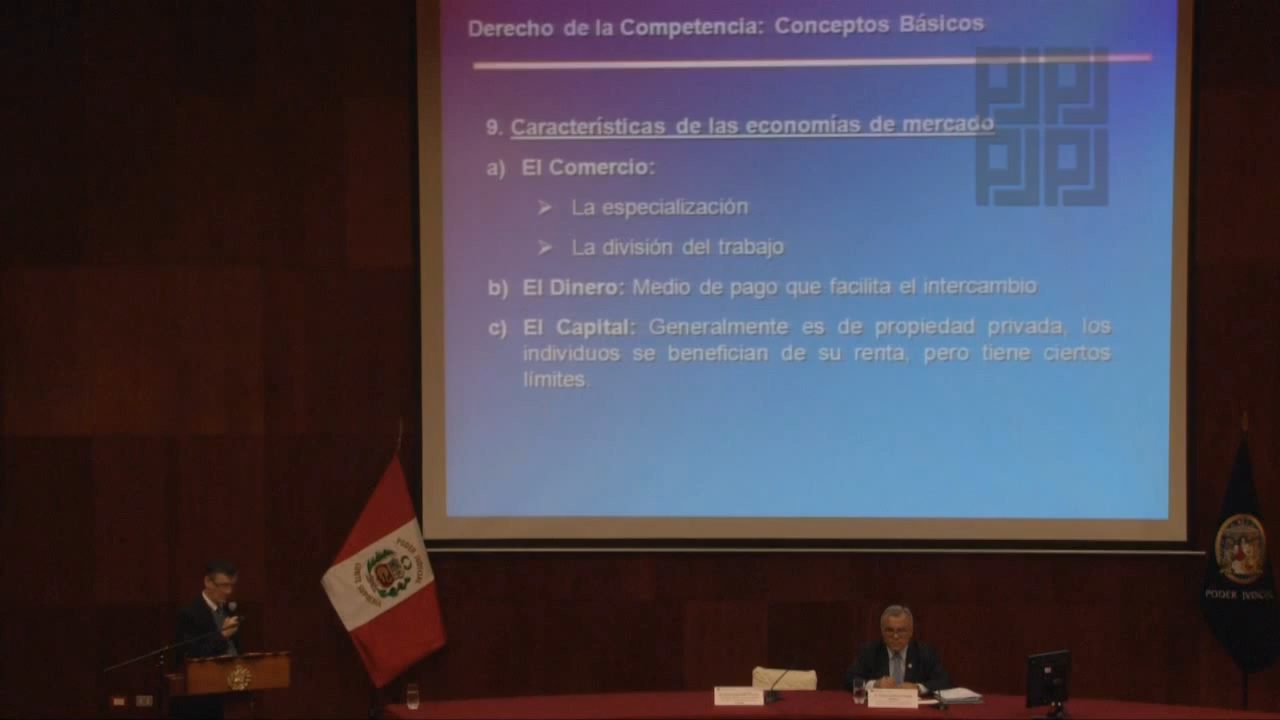 Derecho de la Competencia: Conceptos Básicos
9. Características de las economías de mercado
a) El Comercio:
➢ La especialización
➢ La división del trabajo
b) El Dinero: Medio de pago que facilita el intercambio
c) El Capital: Generalmente es de propiedad privada, los
individuos se benefician de su renta, pero tiene ciertos
límites.
PODER JUDICIAL
PODER JVDICIAL